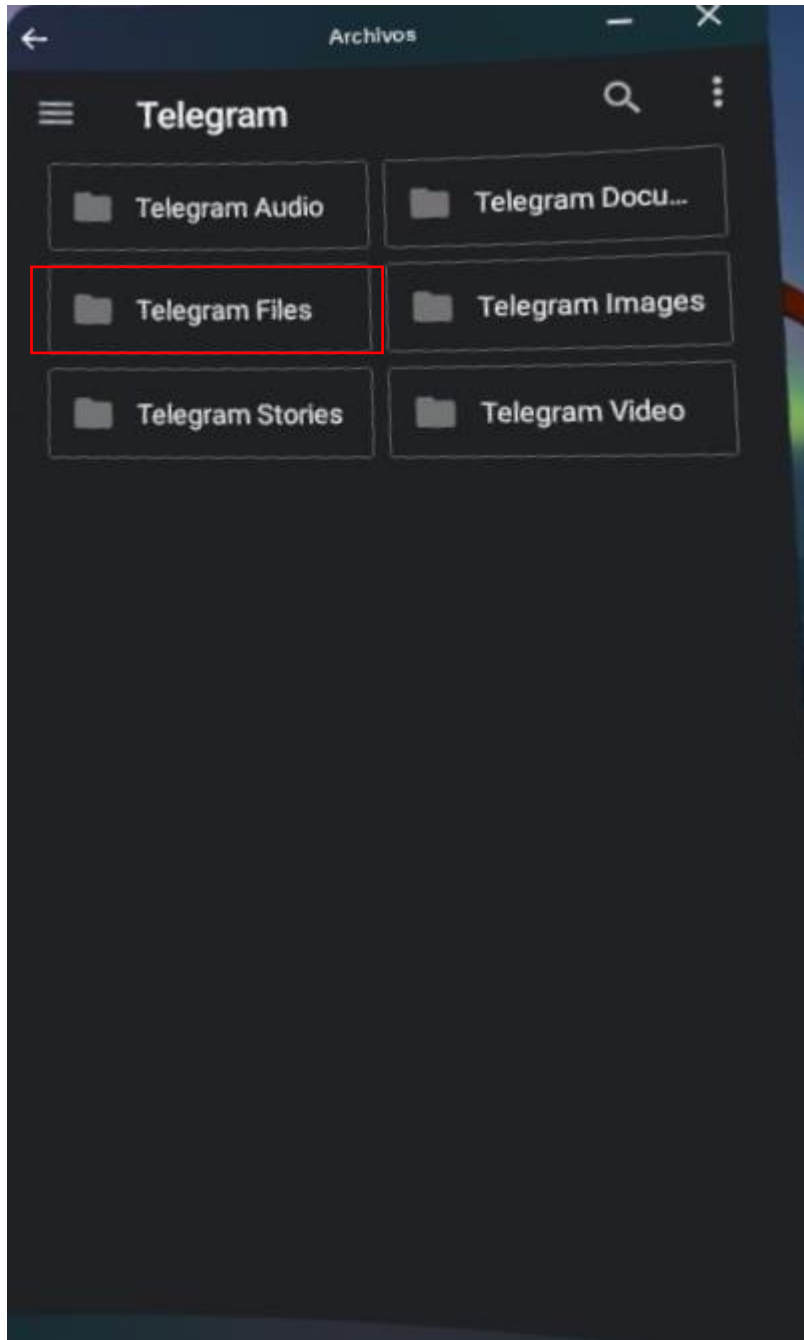 Archivos
Telegram
Telegram Audio
Telegram Docu...
Telegram Files
Telegram Images
Telegram Stories
Telegram Video